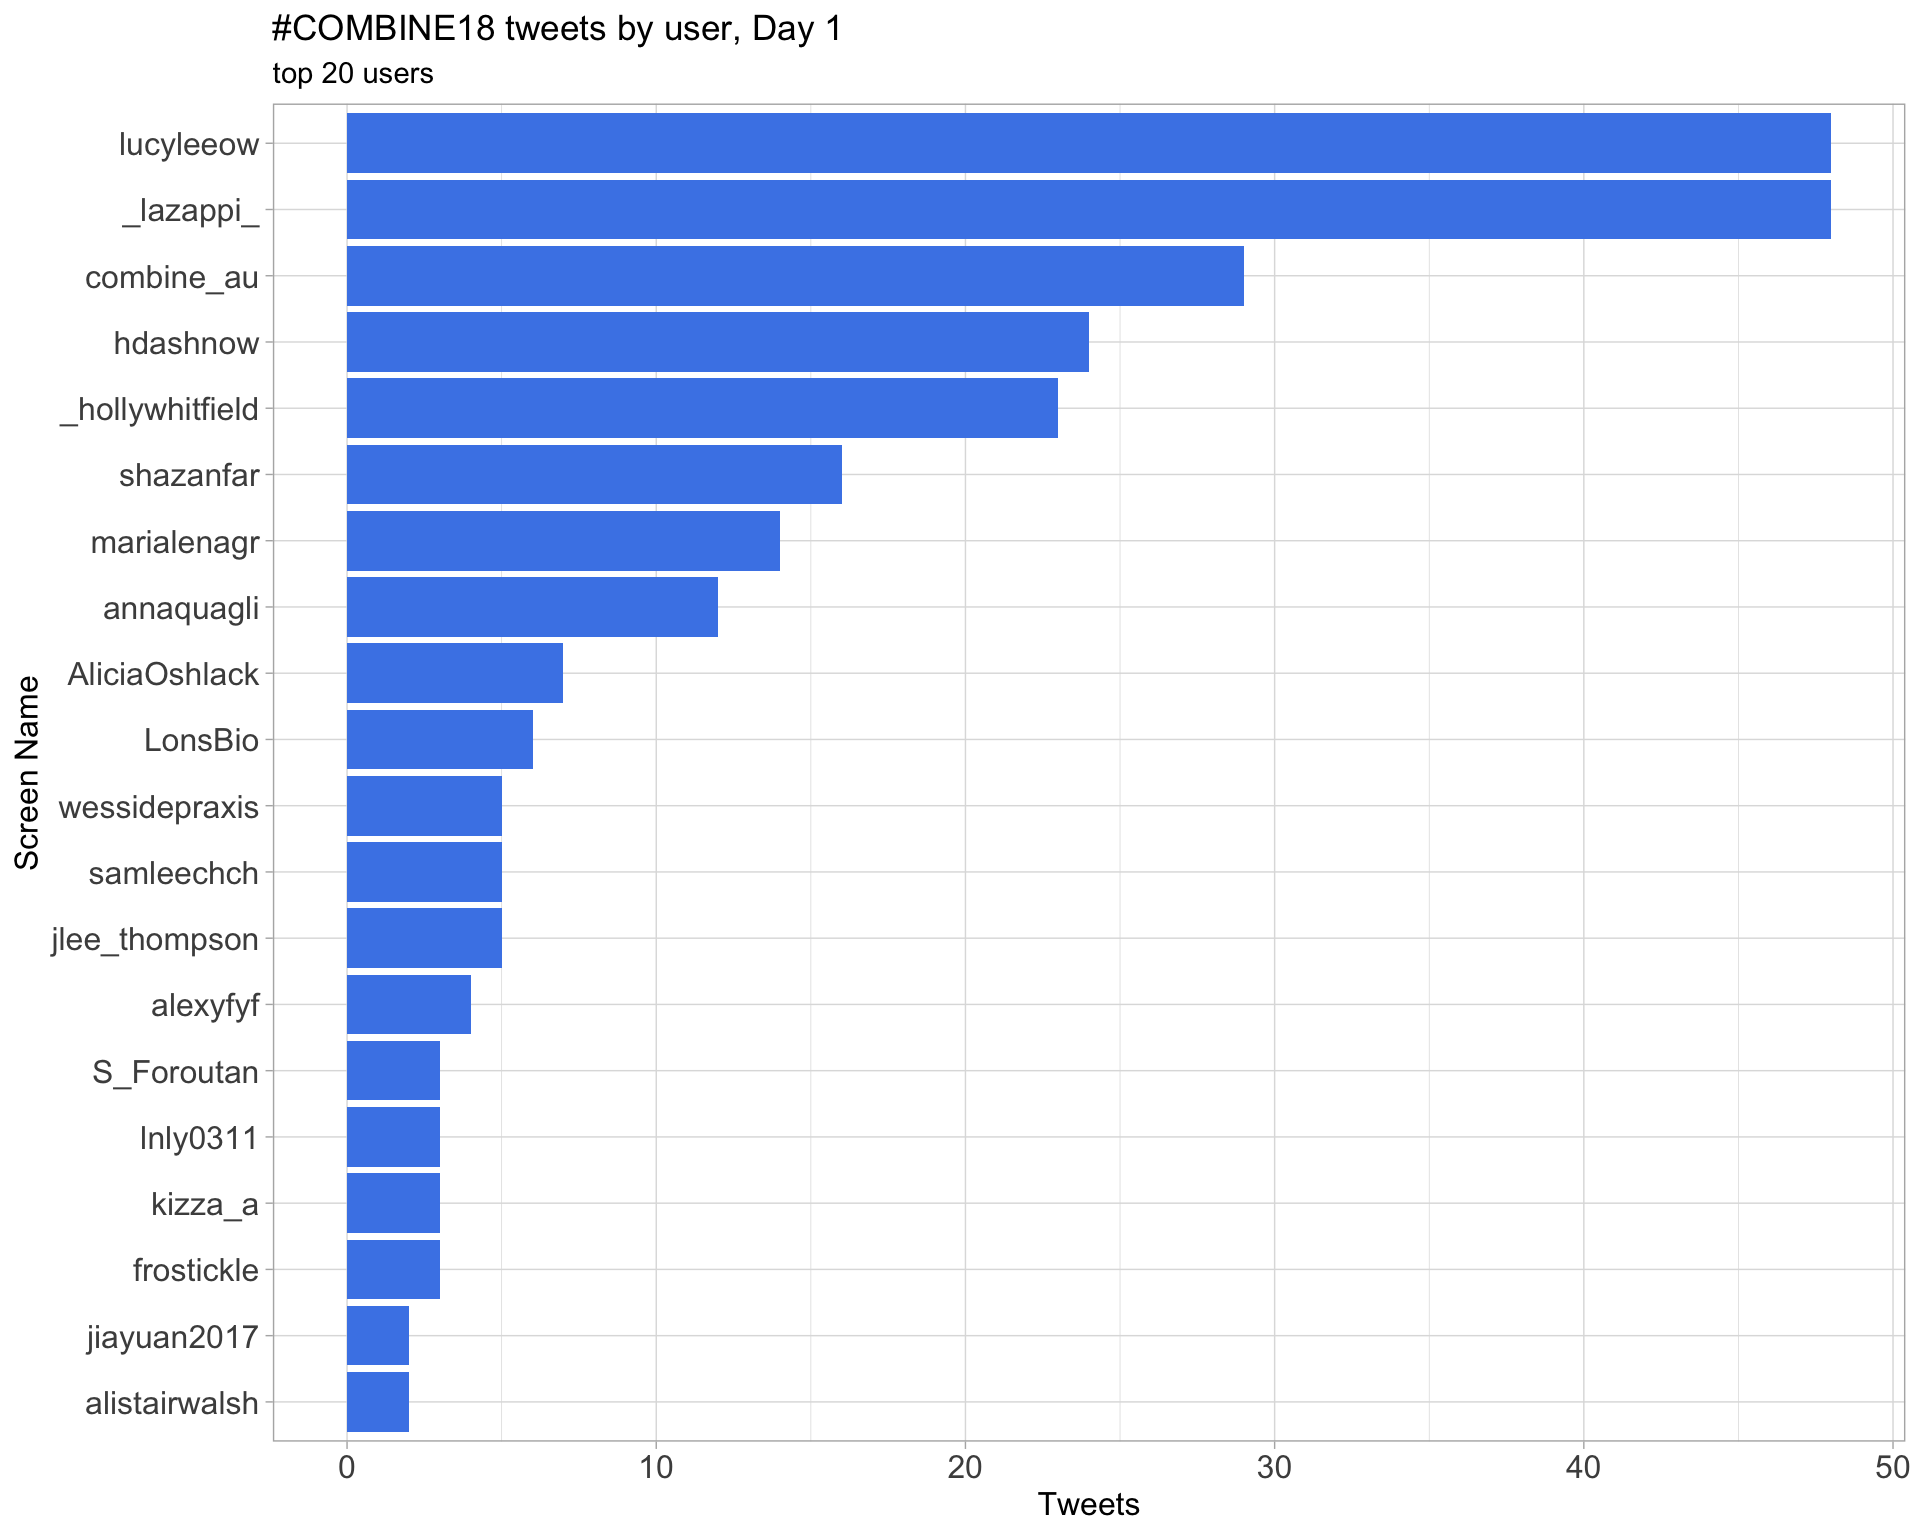 #COMBINE18 tweets by user, Day 1
top 20 users
Screen Name
lucyleeow
_lazappi_
combine_au
hdashnow
_hollywhitfield
shazanfar
marialenagr
annaquagli
AliciaOshlack
LonsBio
wessidepraxis
samleechch
jlee_thompson
alexyfyf
S_Foroutan
lnly0311
kizza_a
frostickle
jiayuan2017
alistairwalsh
0 10 20 30 40 50
Tweets